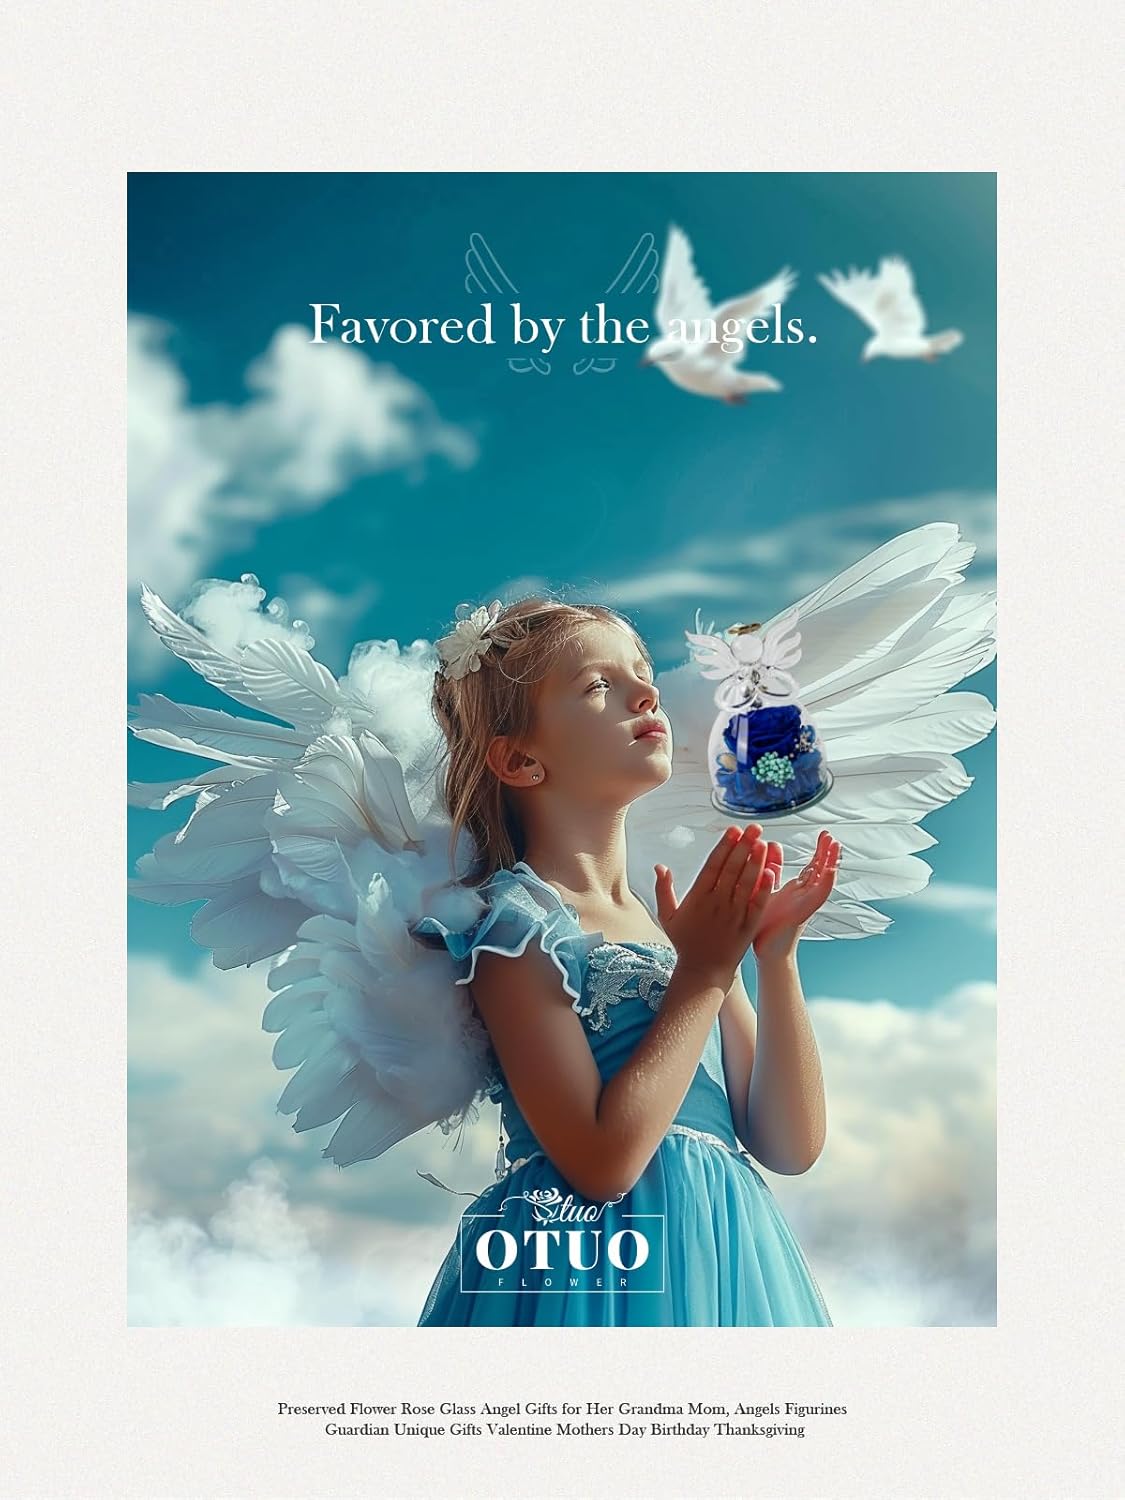 Favored by the angels.
Otuo
OTUO
FLOWER
Preserved Flower Rose Glass Angel Gifts for Her Grandma Mom, Angels Figurines
Guardian Unique Gifts Valentine Mothers Day Birthday Thanksgiving